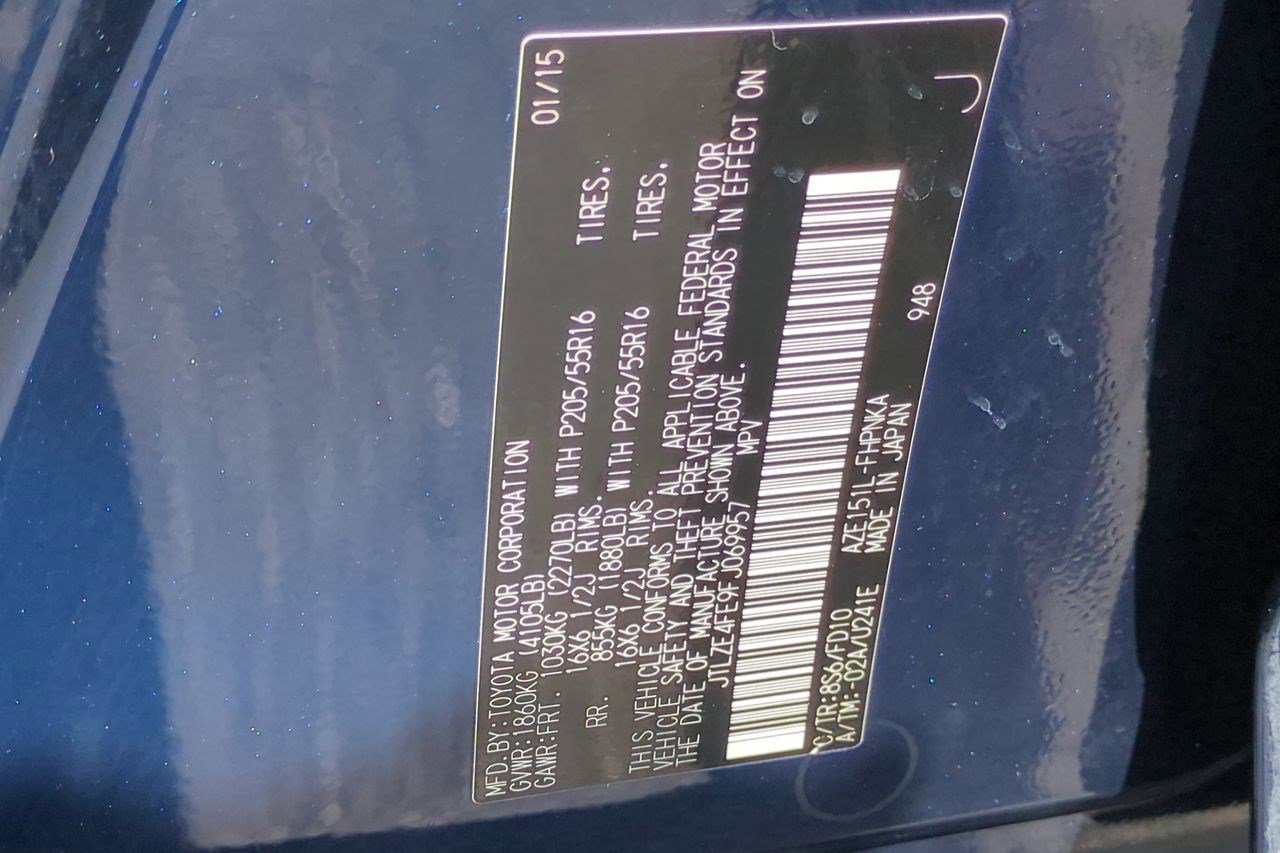 MFD.BY:TOYOTA MOTOR CORPORATION 01/15
GVWR:1860KG (4105LB)
GAWR:FRT. 1030KG (2270LB) WITH P205/55R16 TIRES,
16X6 1/2J RIMS.
RR. 855KG (1880LB) WITH P205/55R16 TIRES,
16X6 1/2J RIMS.
THIS VEHICLE CONFORMS TO ALL APPLICABLE FEDERAL MOTOR
VEHICLE SAFETY AND THEFT PREVENTION STANDARDS IN EFFECT ON
THE DATE OF MANUFACTURE SHOWN ABOVE.
JTLZE4FE9FJ069957 MPV
C/TR:8S6/FD10 AZE151L-FHPNKA 948
A/TM:-02A/U241E MADE IN JAPAN
J